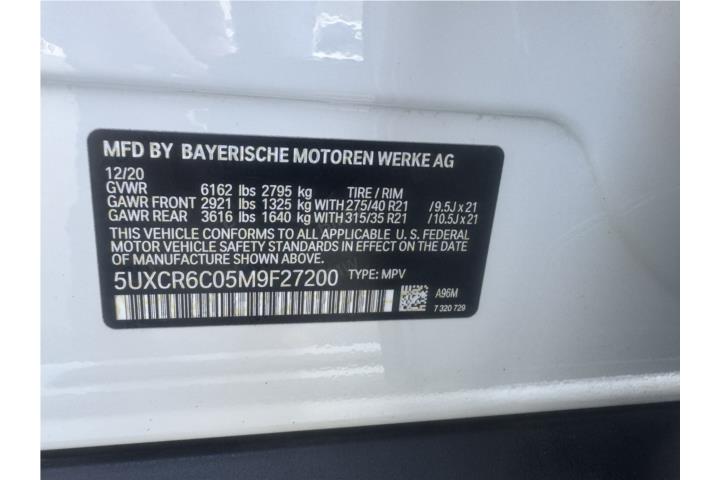 MFD BY BAYERISCHE MOTOREN WERKE AG
12/20
GVWR 6162 lbs 2795 kg TIRE / RIM
GAWR FRONT 2921 lbs 1325 kg WITH 275/40 R21 /9.5J x 21
GAWR REAR 3616 lbs 1640 kg WITH 315/35 R21 /10.5J x 21
THIS VEHICLE CONFORMS TO ALL APPLICABLE U. S. FEDERAL
MOTOR VEHICLE SAFETY STANDARDS IN EFFECT ON THE
DATE OF MANUFACTURE SHOWN ABOVE.
5UXCR6C05M9F27200 TYPE: MPV
A96M
7 320 729